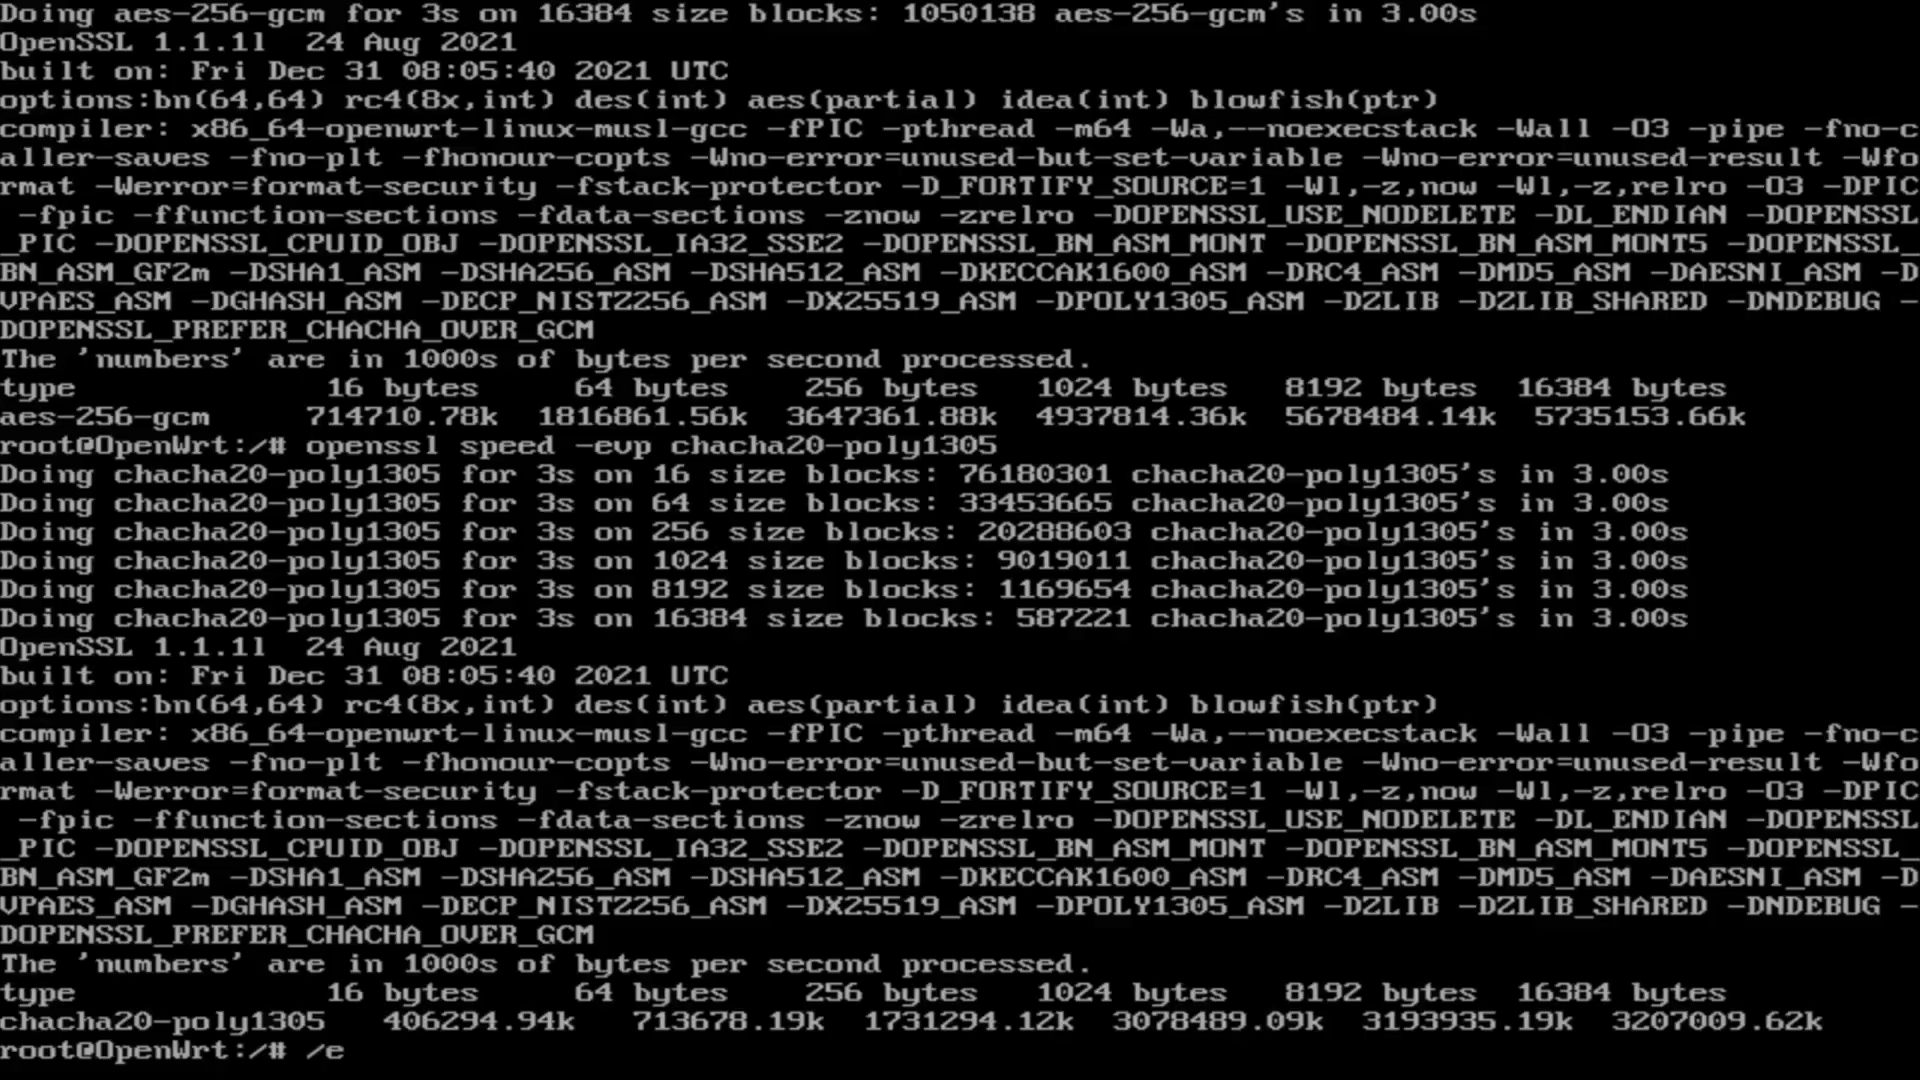 Doing aes-256-gcm for 3s on 16384 size blocks: 1050138 aes-256-gcm's in 3.00s
OpenSSL 1.1.1l  24 Aug 2021
built on: Fri Dec 31 08:05:40 2021 UTC
options:bn(64,64) rc4(8x,int) des(int) aes(partial) idea(int) blowfish(ptr)
compiler: x86_64-openwrt-linux-musl-gcc -fPIC -pthread -m64 -Wa,--noexecstack -Wall -O3 -pipe -fno-c
aller-saves -fno-plt -fhonour-copts -Wno-error=unused-but-set-variable -Wno-error=unused-result -Wfo
rmat -Werror=format-security -fstack-protector -D_FORTIFY_SOURCE=1 -Wl,-z,now -Wl,-z,relro -O3 -DPIC
 -fpic -ffunction-sections -fdata-sections -znow -zrelro -DOPENSSL_USE_NODELETE -DL_ENDIAN -DOPENSSL
_PIC -DOPENSSL_CPUID_OBJ -DOPENSSL_IA32_SSE2 -DOPENSSL_BN_ASM_MONT -DOPENSSL_BN_ASM_MONT5 -DOPENSSL_
BN_ASM_GF2m -DSHA1_ASM -DSHA256_ASM -DSHA512_ASM -DKECCAK1600_ASM -DRC4_ASM -DMD5_ASM -DAESNI_ASM -D
VPAES_ASM -DGHASH_ASM -DECP_NISTZ256_ASM -DX25519_ASM -DPOLY1305_ASM -DZLIB -DZLIB_SHARED -DNDEBUG -
DOPENSSL_PREFER_CHACHA_OVER_GCM
The 'numbers' are in 1000s of bytes per second processed.
type             16 bytes     64 bytes    256 bytes   1024 bytes   8192 bytes  16384 bytes
aes-256-gcm     714710.78k  1816861.56k  3647361.88k  4937814.36k  5678484.14k  5735153.66k
root@OpenWrt:/# openssl speed -evp chacha20-poly1305
Doing chacha20-poly1305 for 3s on 16 size blocks: 76180301 chacha20-poly1305's in 3.00s
Doing chacha20-poly1305 for 3s on 64 size blocks: 33453665 chacha20-poly1305's in 3.00s
Doing chacha20-poly1305 for 3s on 256 size blocks: 20288603 chacha20-poly1305's in 3.00s
Doing chacha20-poly1305 for 3s on 1024 size blocks: 9019011 chacha20-poly1305's in 3.00s
Doing chacha20-poly1305 for 3s on 8192 size blocks: 1169654 chacha20-poly1305's in 3.00s
Doing chacha20-poly1305 for 3s on 16384 size blocks: 587221 chacha20-poly1305's in 3.00s
OpenSSL 1.1.1l  24 Aug 2021
built on: Fri Dec 31 08:05:40 2021 UTC
options:bn(64,64) rc4(8x,int) des(int) aes(partial) idea(int) blowfish(ptr)
compiler: x86_64-openwrt-linux-musl-gcc -fPIC -pthread -m64 -Wa,--noexecstack -Wall -O3 -pipe -fno-c
aller-saves -fno-plt -fhonour-copts -Wno-error=unused-but-set-variable -Wno-error=unused-result -Wfo
rmat -Werror=format-security -fstack-protector -D_FORTIFY_SOURCE=1 -Wl,-z,now -Wl,-z,relro -O3 -DPIC
 -fpic -ffunction-sections -fdata-sections -znow -zrelro -DOPENSSL_USE_NODELETE -DL_ENDIAN -DOPENSSL
_PIC -DOPENSSL_CPUID_OBJ -DOPENSSL_IA32_SSE2 -DOPENSSL_BN_ASM_MONT -DOPENSSL_BN_ASM_MONT5 -DOPENSSL_
BN_ASM_GF2m -DSHA1_ASM -DSHA256_ASM -DSHA512_ASM -DKECCAK1600_ASM -DRC4_ASM -DMD5_ASM -DAESNI_ASM -D
VPAES_ASM -DGHASH_ASM -DECP_NISTZ256_ASM -DX25519_ASM -DPOLY1305_ASM -DZLIB -DZLIB_SHARED -DNDEBUG -
DOPENSSL_PREFER_CHACHA_OVER_GCM
The 'numbers' are in 1000s of bytes per second processed.
type             16 bytes     64 bytes    256 bytes   1024 bytes   8192 bytes  16384 bytes
chacha20-poly1305   406294.94k   713678.19k  1731294.12k  3078489.09k  3193935.19k  3207009.62k
root@OpenWrt:/# /e